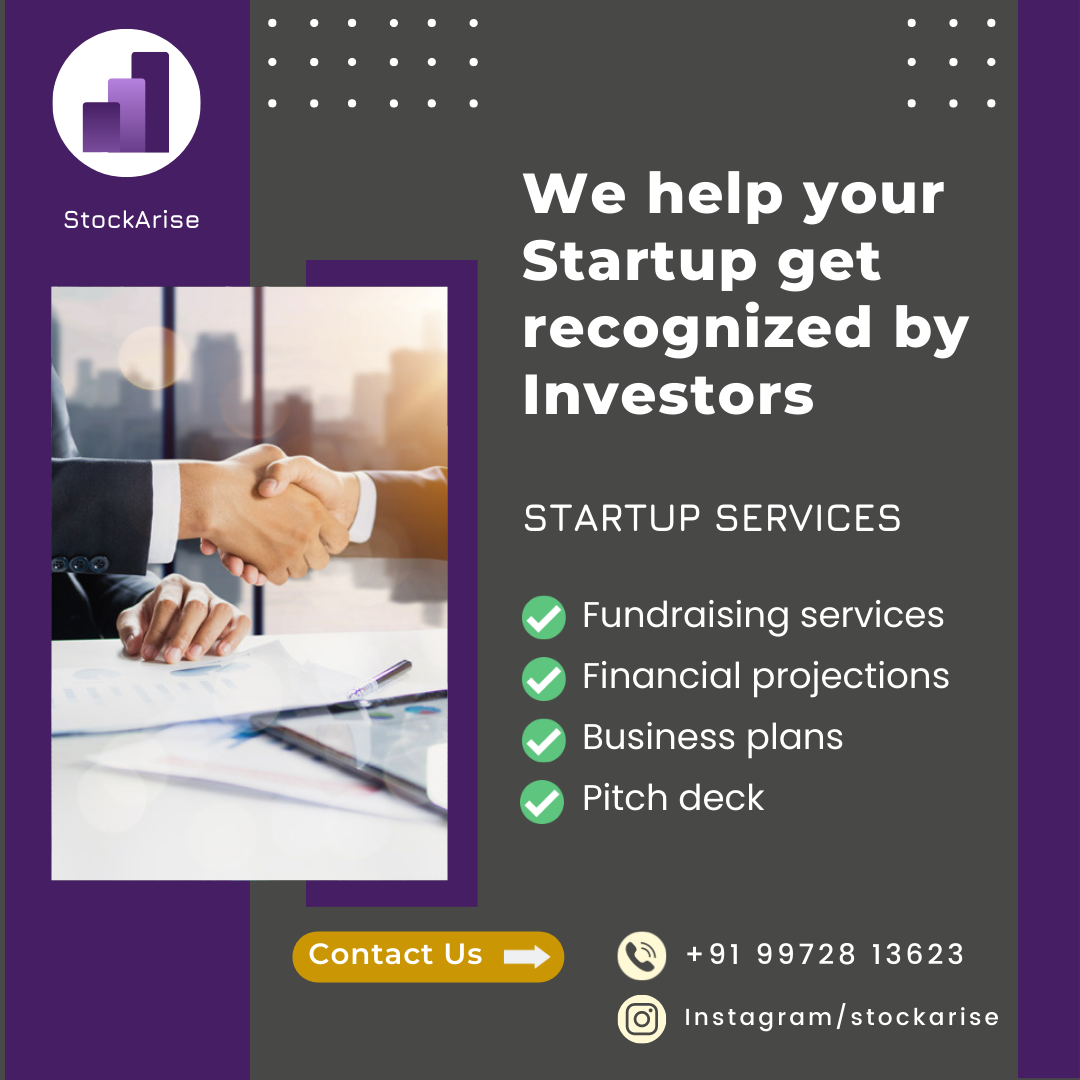 StockArise
We help your
Startup get
recognized by
Investors
STARTUP SERVICES
Fundraising services
Financial projections
Business plans
Pitch deck
Contact Us
+91 99728 13623
Instagram/stockarise